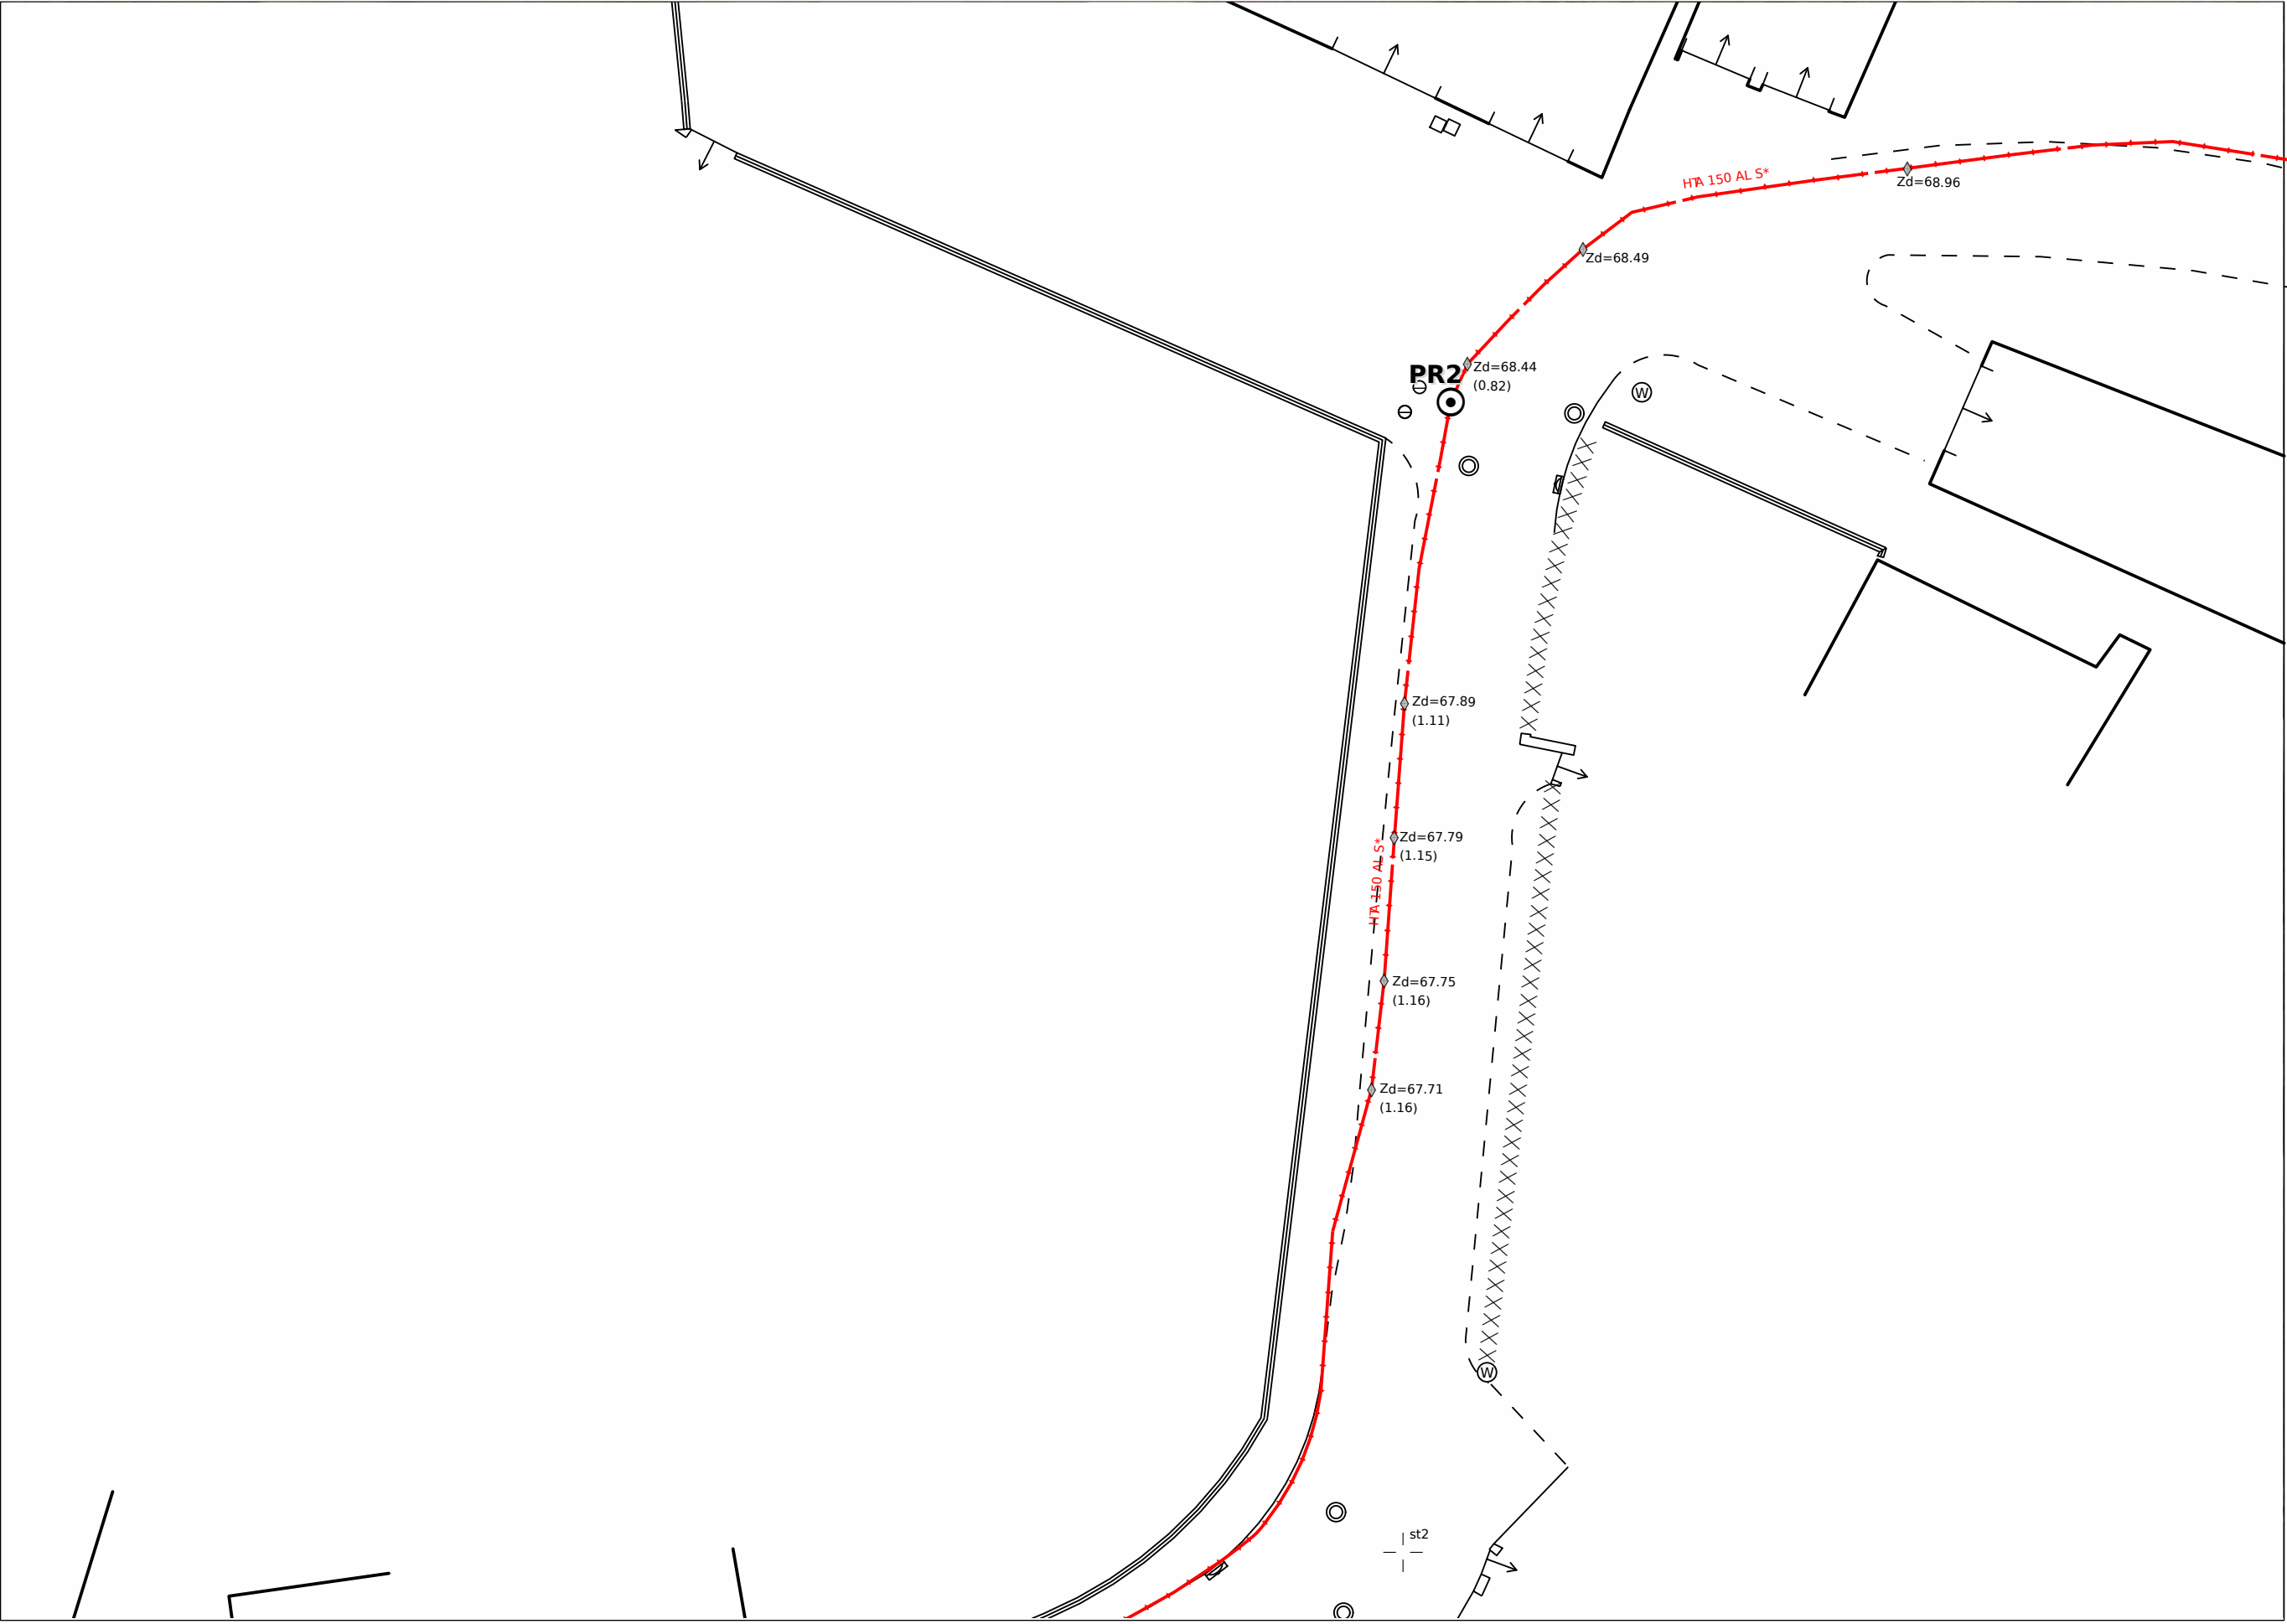 HTA 150 AL S*
Zd=68.96
Zd=68.49
PR2
Zd=68.44
(0.82)
W
Zd=67.89
(1.11)
Zd=67.79
(1.15)
HTA 150 AL S*
Zd=67.75
(1.16)
Zd=67.71
(1.16)
W
st2